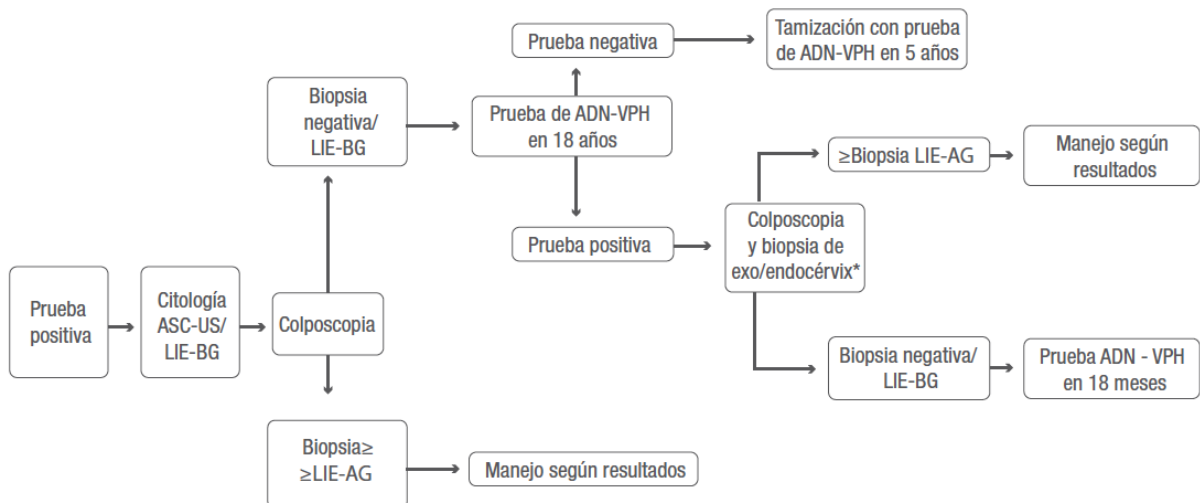 Prueba
positiva
Citología
ASC-US/
LIE-BG
Colposcopia
Biopsia
negativa/
LIE-BG
Prueba de ADN-VPH
en 18 años
Prueba negativa
Tamización con prueba
de ADN-VPH en 5 años
Prueba positiva
Colposcopia
y biopsia de
exo/endocérvix*
≥Biopsia LIE-AG
Manejo según
resultados
Biopsia negativa/
LIE-BG
Prueba ADN - VPH
en 18 meses
Biopsia≥
≥LIE-AG
Manejo según resultados